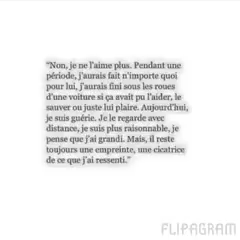 "Non, je ne l'aime plus. Pendant une
période, j'aurais fait n'importe quoi
pour lui, j'aurais fini sous les roues
d'une voiture si ça avait pu l'aider, le
sauver ou juste lui plaire. Aujourd'hui,
je suis guérie. Je le regarde avec
distance, je suis plus raisonnable, je
pense que j'ai grandi. Mais, il reste
toujours une empreinte, une cicatrice
de ce que j'ai ressenti."
FLIPAGRAM